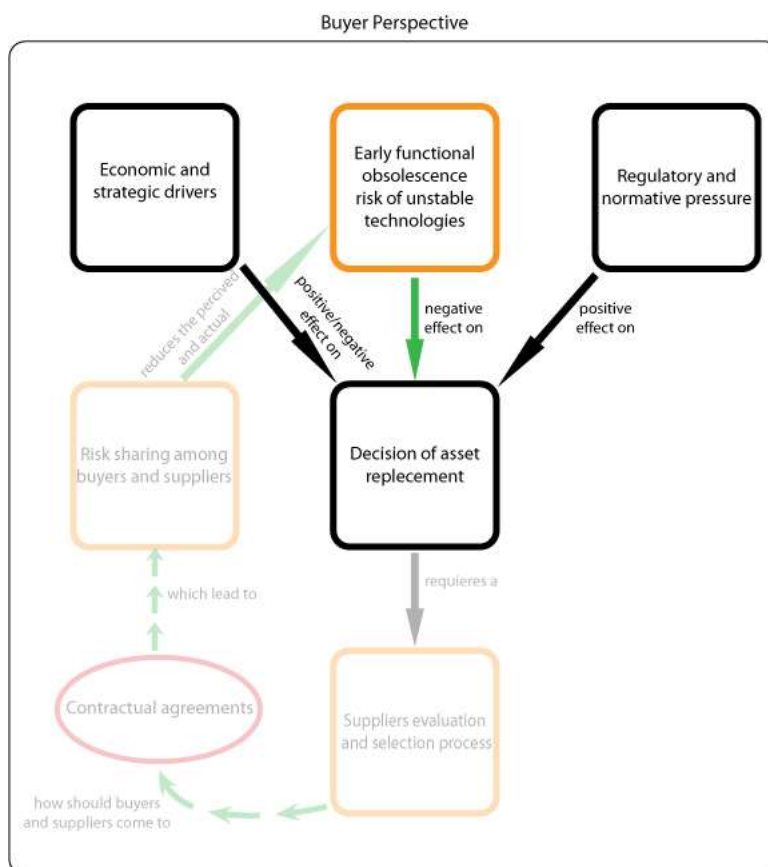 Buyer Perspective
Economic and
strategic drivers
Early functional
obsolescence
risk of unstable
technologies
Regulatory and
normative pressure
reduces the percived
and actual
positive/negative
effect on
negative
effect on
positive
effect on
Risk sharing among
buyers and suppliers
Decision of asset
replecement
which lead to
requieres a
Contractual agreements
Suppliers evaluation
and selection process
how should buyers
and suppliers come to